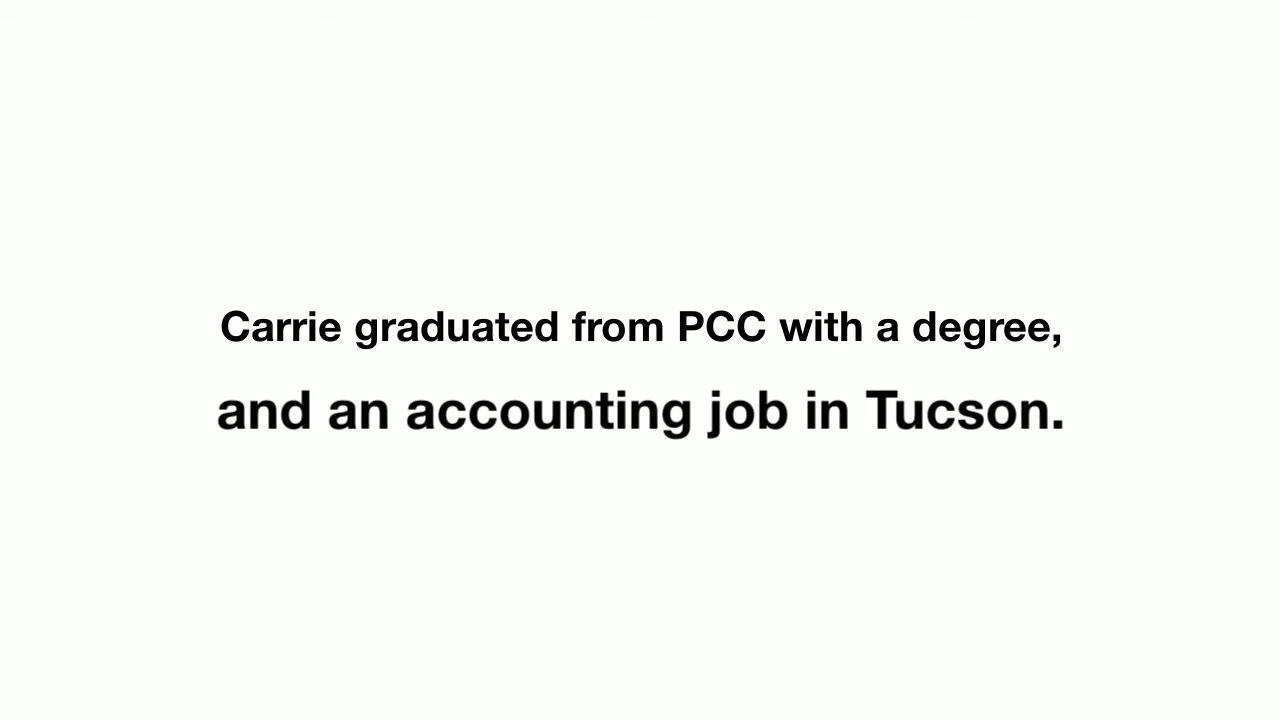 Carrie graduated from PCC with a degree,
and an accounting job in Tucson.